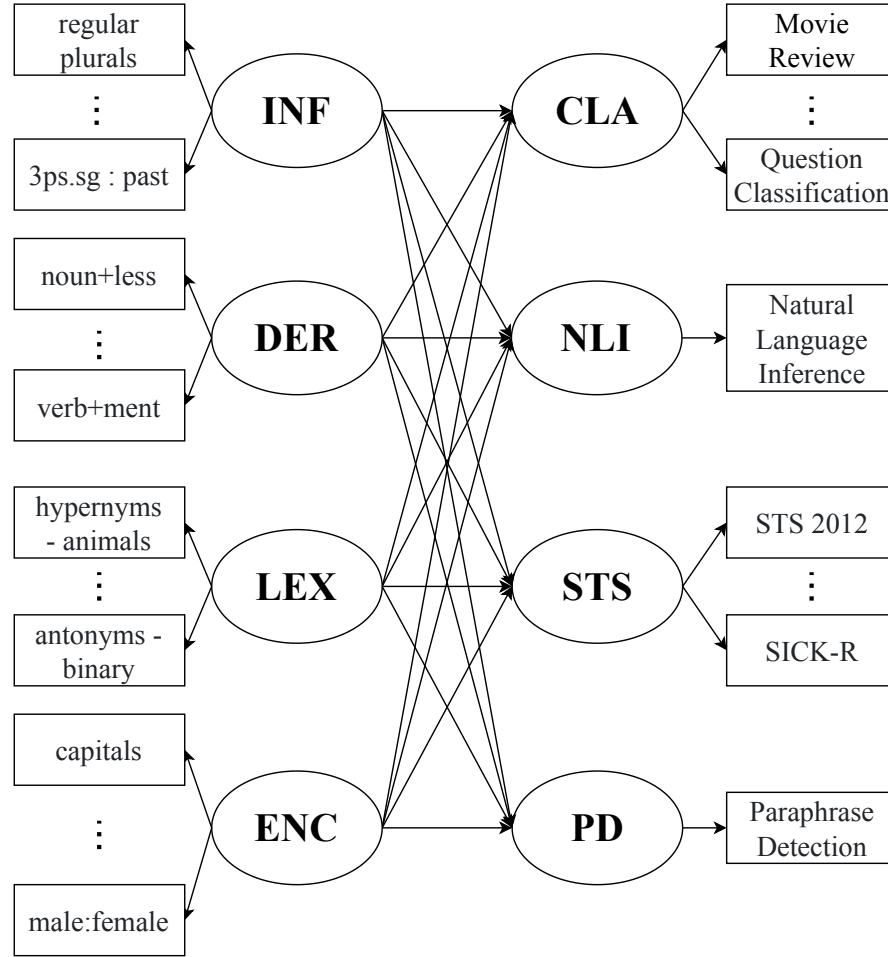 regular
plurals
⋮
3ps.sg : past
INF
CLA
Movie
Review
⋮
Question
Classification
noun+less
⋮
verb+ment
DER
NLI
Natural
Language
Inference
hypernyms
- animals
⋮
antonyms -
binary
LEX
STS
STS 2012
⋮
SICK-R
capitals
⋮
male:female
ENC
PD
Paraphrase
Detection